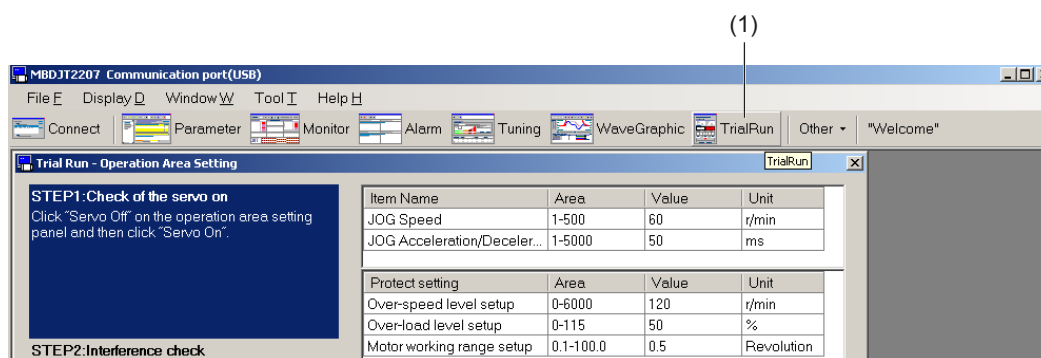 (1)
MBDJT2207 Communication port(USB)
File F Display D Window W Tool T Help H
Connect Parameter Monitor Alarm Tuning WaveGraphic TrialRun Other "Welcome"
TrialRun
Trial Run - Operation Area Setting
STEP1:Check of the servo on
Click "Servo Off" on the operation area setting
panel and then click "Servo On".
STEP2:Interference check
Item Name Area Value Unit
JOG Speed 1-500 60 r/min
JOG Acceleration/Deceler... 1-5000 50 ms
Protect setting Area Value Unit
Over-speed level setup 0-6000 120 r/min
Over-load level setup 0-115 50 %
Motor working range setup 0.1-100.0 0.5 Revolution